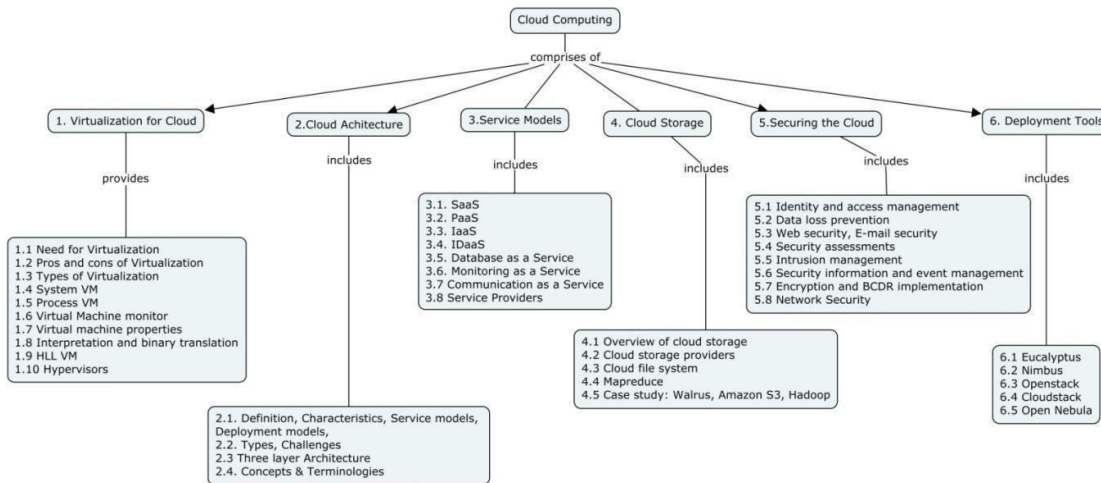 Cloud Computing
comprises of
1. Virtualization for Cloud
2.Cloud Achitecture
3.Service Models
4. Cloud Storage
5.Securing the Cloud
6. Deployment Tools
provides
includes
includes
includes
includes
includes
1.1 Need for Virtualization
1.2 Pros and cons of Virtualization
1.3 Types of Virtualization
1.4 System VM
1.5 Process VM
1.6 Virtual Machine monitor
1.7 Virtual machine properties
1.8 Interpretation and binary translation
1.9 HLL VM
1.10 Hypervisors
2.1. Definition, Characteristics, Service models,
Deployment models,
2.2. Types, Challenges
2.3 Three layer Architecture
2.4. Concepts & Terminologies
3.1. SaaS
3.2. PaaS
3.3. IaaS
3.4. IDaaS
3.5. Database as a Service
3.6. Monitoring as a Service
3.7 Communication as a Service
3.8 Service Providers
4.1 Overview of cloud storage
4.2 Cloud storage providers
4.3 Cloud file system
4.4 Mapreduce
4.5 Case study: Walrus, Amazon S3, Hadoop
5.1 Identity and access management
5.2 Data loss prevention
5.3 Web security, E-mail security
5.4 Security assessments
5.5 Intrusion management
5.6 Security information and event management
5.7 Encryption and BCDR implementation
5.8 Network Security
6.1 Eucalyptus
6.2 Nimbus
6.3 Openstack
6.4 Cloudstack
6.5 Open Nebula